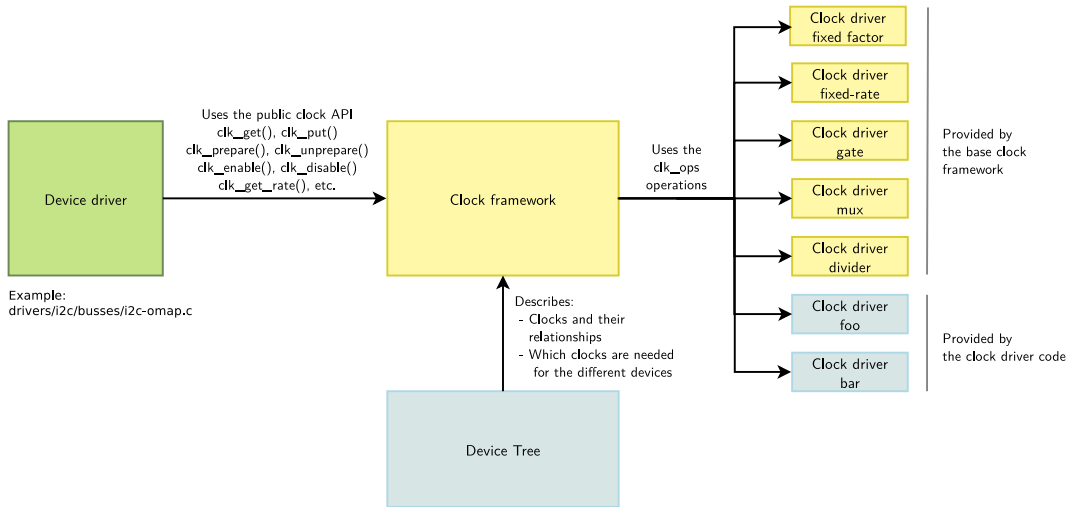 Device driver
Example:
drivers/i2c/busses/i2c-omap.c
Uses the public clock API
clk_get(), clk_put()
clk_prepare(), clk_unprepare()
clk_enable(), clk_disable()
clk_get_rate(), etc.
Clock framework
Describes:
- Clocks and their
relationships
- Which clocks are needed
for the different devices
Device Tree
Uses the
clk_ops
operations
Clock driver
fixed factor
Clock driver
fixed-rate
Clock driver
gate
Clock driver
mux
Clock driver
divider
Clock driver
foo
Clock driver
bar
Provided by
the base clock
framework
Provided by
the clock driver code